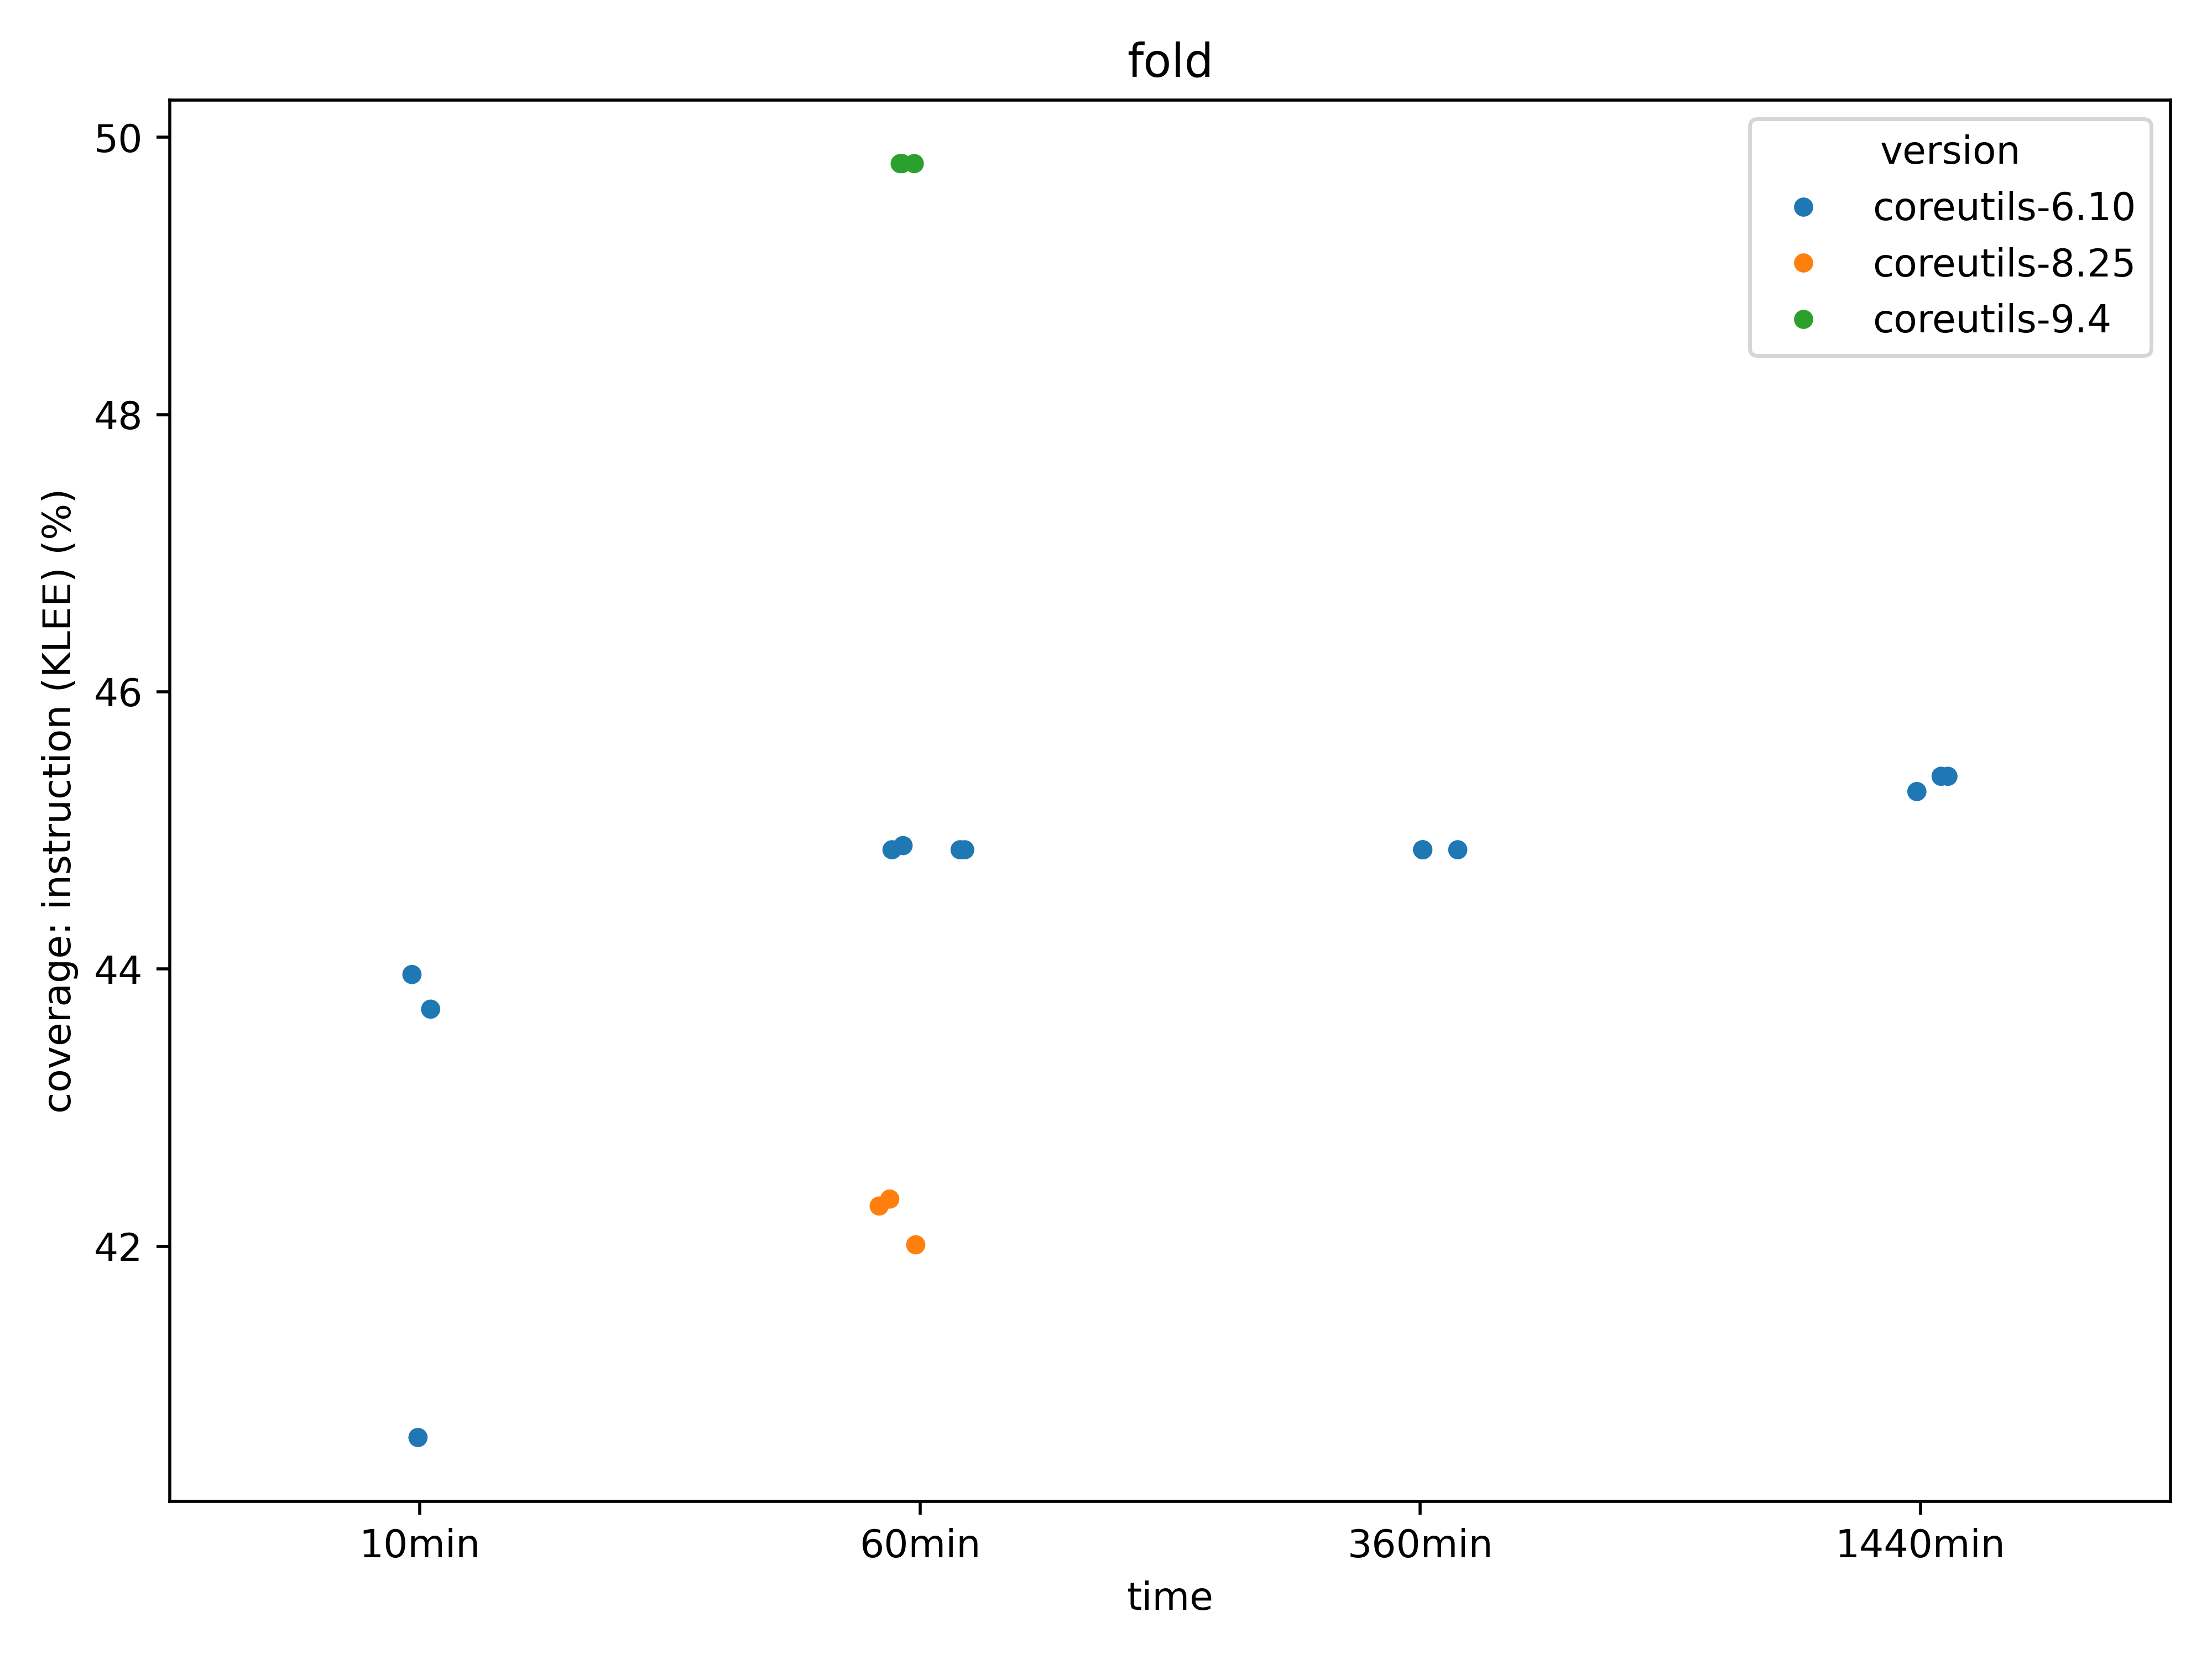 fold
version
coreutils-6.10
coreutils-8.25
coreutils-9.4
coverage: instruction (KLEE) (%)
50
48
46
44
42
10min
60min
360min
1440min
time